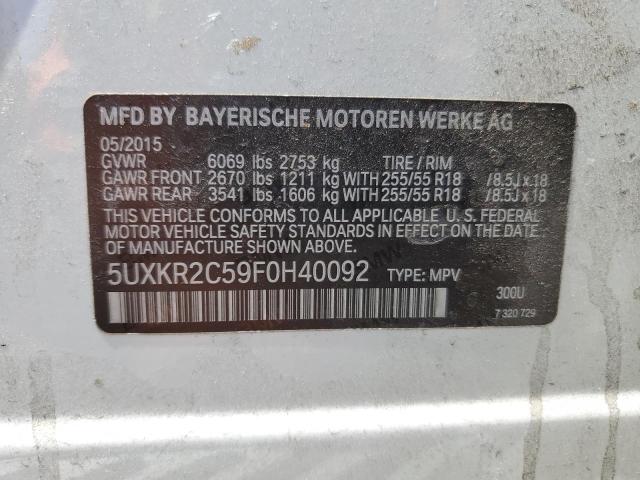 MFD BY BAYERISCHE MOTOREN WERKE AG
05/2015
GVWR 6069 lbs 2753 kg TIRE / RIM
GAWR FRONT 2670 lbs 1211 kg WITH 255/55 R18 /8.5J x 18
GAWR REAR 3541 lbs 1606 kg WITH 255/55 R18 /8.5J x 18
THIS VEHICLE CONFORMS TO ALL APPLICABLE U. S. FEDERAL
MOTOR VEHICLE SAFETY STANDARDS IN EFFECT ON THE DATE
OF MANUFACTURE SHOWN ABOVE.
5UXKR2C59F0H40092 TYPE: MPV
300U
7 320 729